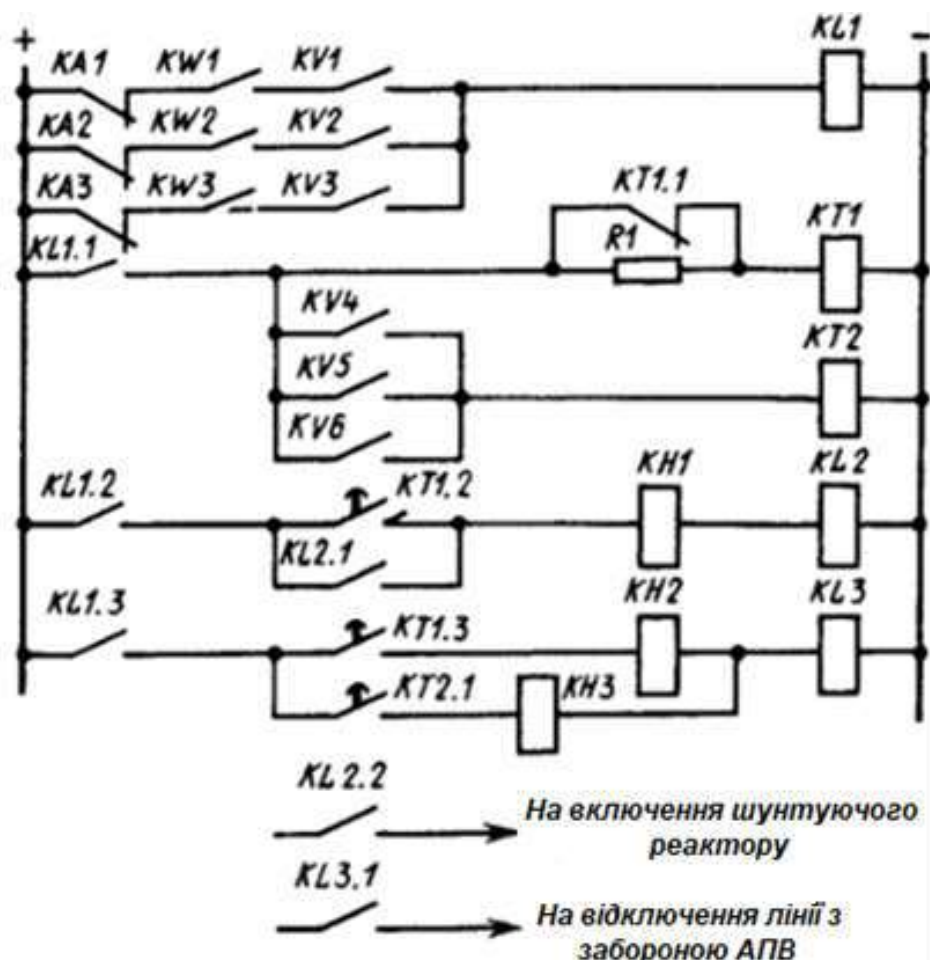 +
KL1
−
KA1 KW1 KV1
KA2 KW2 KV2
KA3 KW3 KV3
KT1.1
KT1
KL1.1
R1
KV4
KT2
KV5
KV6
KL1.2
KT1.2
KH1
KL2
KL2.1
KL1.3
KH2
KL3
KT1.3
KT2.1
KH3
KL2.2
На включення шунтуючого
реактору
KL3.1
На відключення лінії з
забороною АПВ